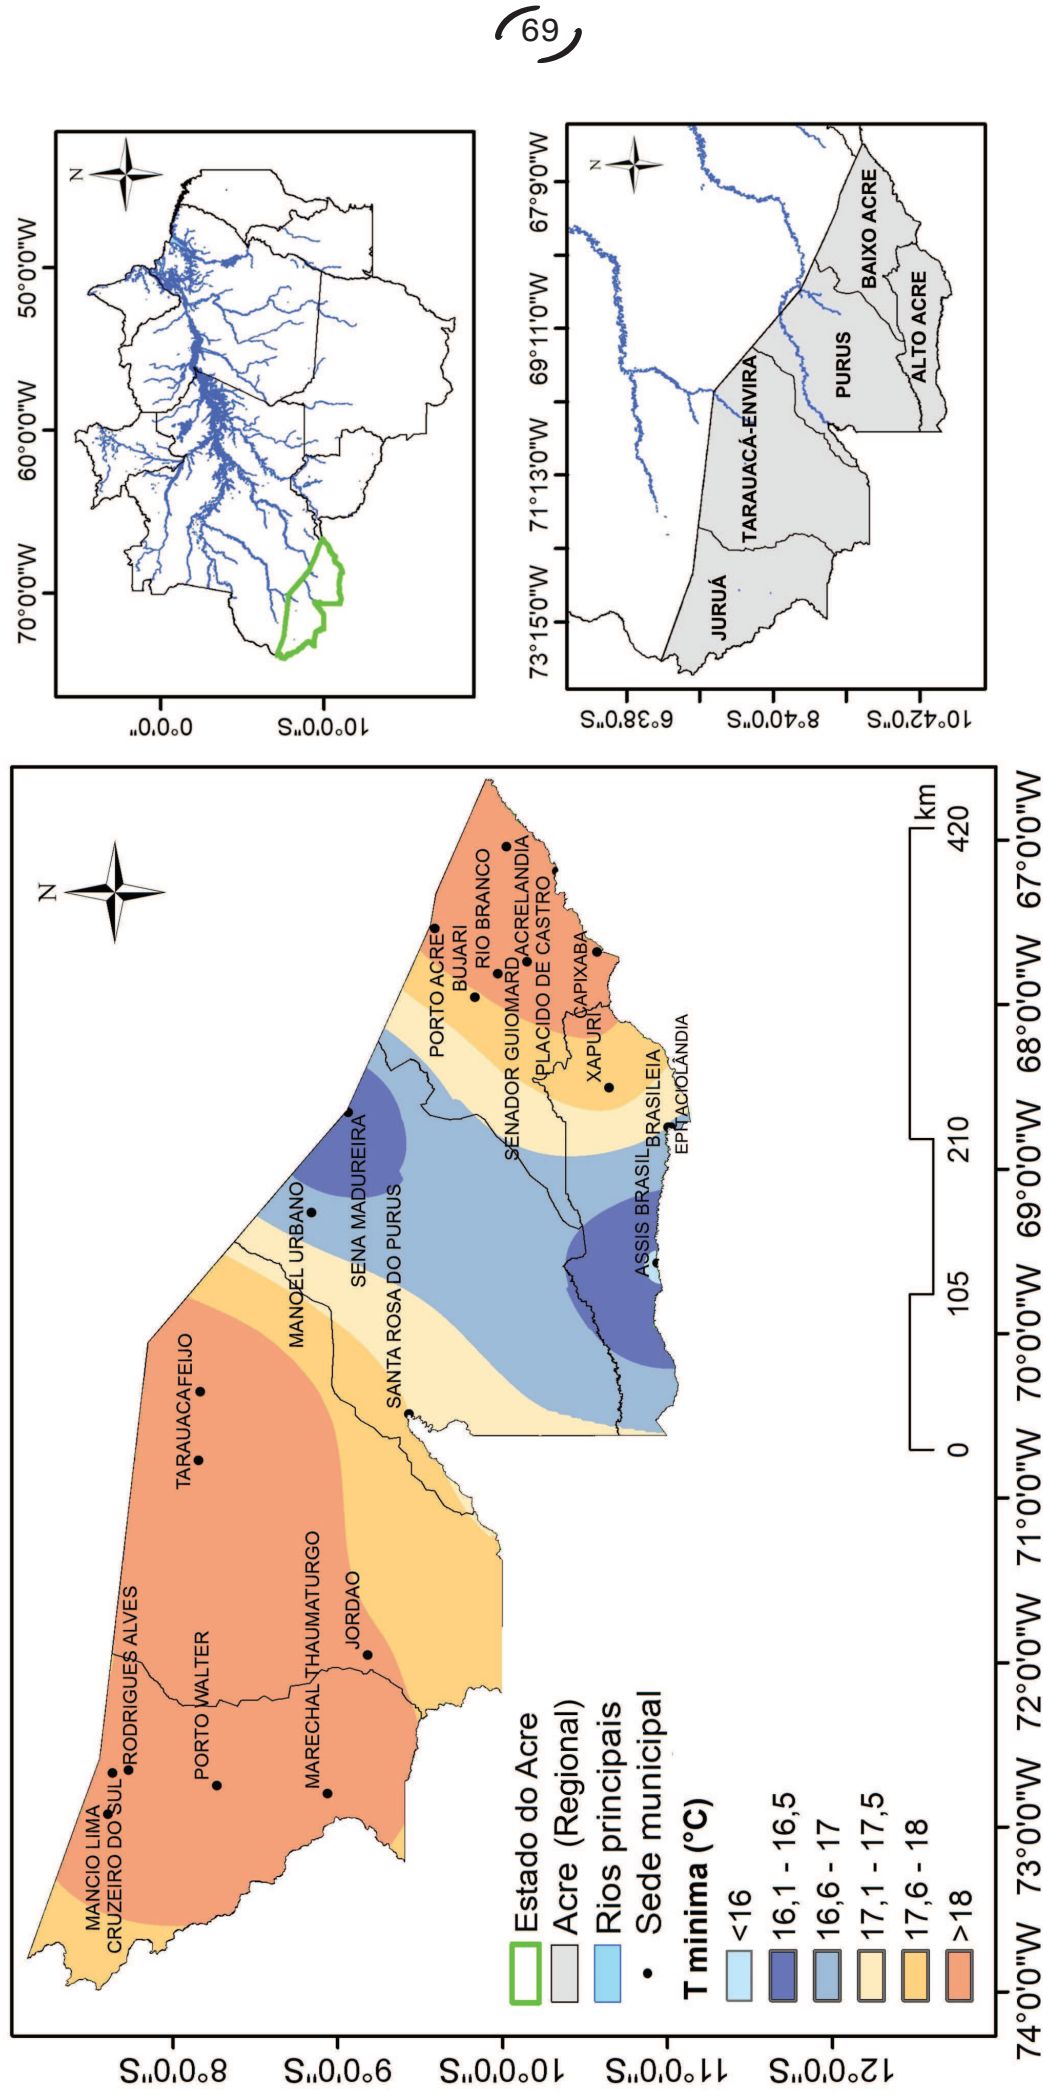 69
N
MANCIO LIMA
CRUZEIRO DO SUL
RODRIGUES ALVES
PORTO WALTER
MARECHAL THAUMATURGO
JORDAO
TARAUACA
FEIJO
MANOEL URBANO
SENA MADUREIRA
SANTA ROSA DO PURUS
PORTO ACRE
BUJARI
RIO BRANCO
SENADOR GUIOMARD
ACRELANDIA
PLACIDO DE CASTRO
CAPIXABA
XAPURI
ASSIS BRASIL
BRASILEIA
EPITACIOLÂNDIA
8°0'0"S
9°0'0"S
10°0'0"S
11°0'0"S
12°0'0"S
74°0'0"W
73°0'0"W
72°0'0"W
71°0'0"W
70°0'0"W
69°0'0"W
68°0'0"W
67°0'0"W
0
105
210
420
km
Estado do Acre
Acre (Regional)
Rios principais
Sede municipal
T minima (°C)
<16
16,1 - 16,5
16,6 - 17
17,1 - 17,5
17,6 - 18
>18
70°0'0"W
60°0'0"W
50°0'0"W
0°0'0"
10°0'0"S
N
73°15'0"W
71°13'0"W
69°11'0"W
67°9'0"W
6°38'0"S
8°40'0"S
10°42'0"S
N
JURUÁ
TARAUACÁ-ENVIRA
PURUS
BAIXO ACRE
ALTO ACRE